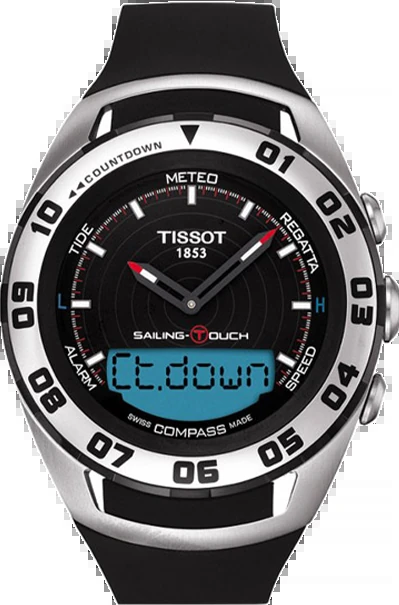 ◄◄COUNTDOWN
01
02
03
04
05
06
07
08
09
10
METEO
REGATTA
SPEED
COMPASS
ALARM
TIDE
TISSOT
1853
L
H
SAILING-TOUCH
Ct.down
SWISS MADE